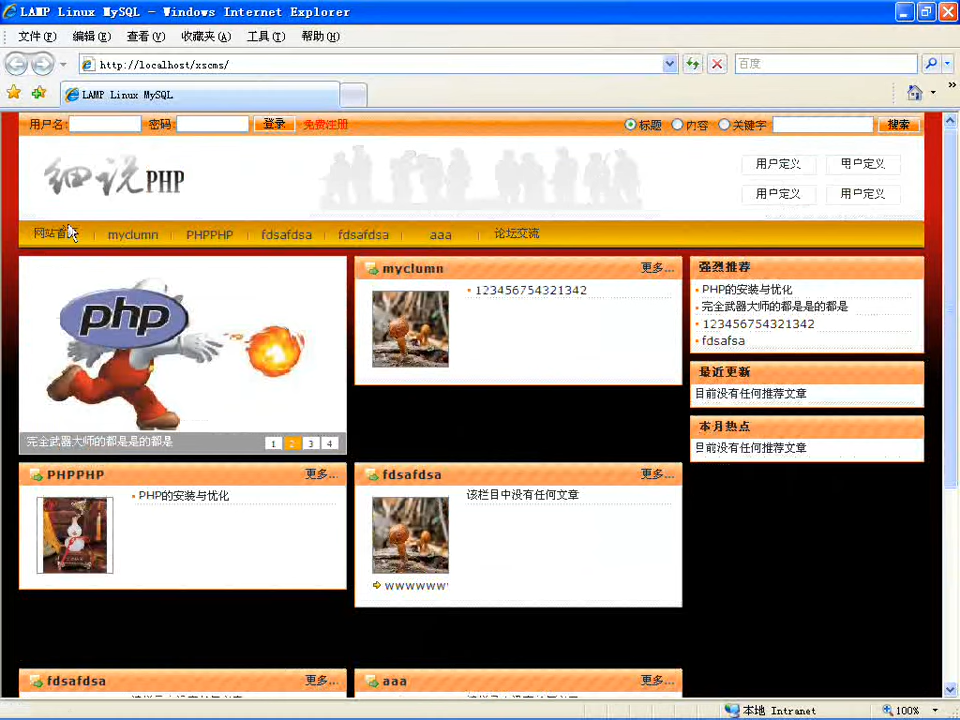 LAMP Linux MySQL - Windows Internet Explorer
文件(F) 编辑(E) 查看(V) 收藏夹(A) 工具(T) 帮助(H)
http://localhost/xscms/
百度
LAMP Linux MySQL
用户名: 密码 登录 免费注册 标题 内容 关键字 搜索
细说PHP
用户定义 用户定义
用户定义 用户定义
网站首页 myclumn PHPPHP fdsafdsa fdsafdsa aaa 论坛交流
php
完全武器大师的都是是的都是 1 2 3 4
myclumn 更多...
123456754321342
强烈推荐
PHP的安装与优化
完全武器大师的都是是的都是
123456754321342
fdsafsa
最近更新
目前没有任何推荐文章
本月热点
目前没有任何推荐文章
PHPPHP 更多...
PHP的安装与优化
fdsafdsa 更多...
该栏目中没有任何文章
wwwwwww
fdsafdsa 更多...
aaa 更多...
本地 Intranet 100%